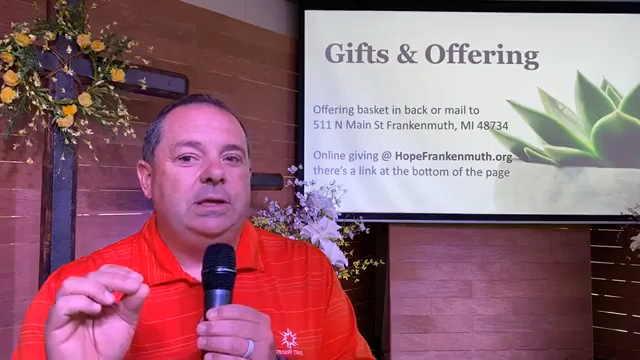 Gifts & Offering
Offering basket in back or mail to
511 N Main St Frankenmuth, MI 48734
Online giving @ HopeFrankenmuth.org
there's a link at the bottom of the page